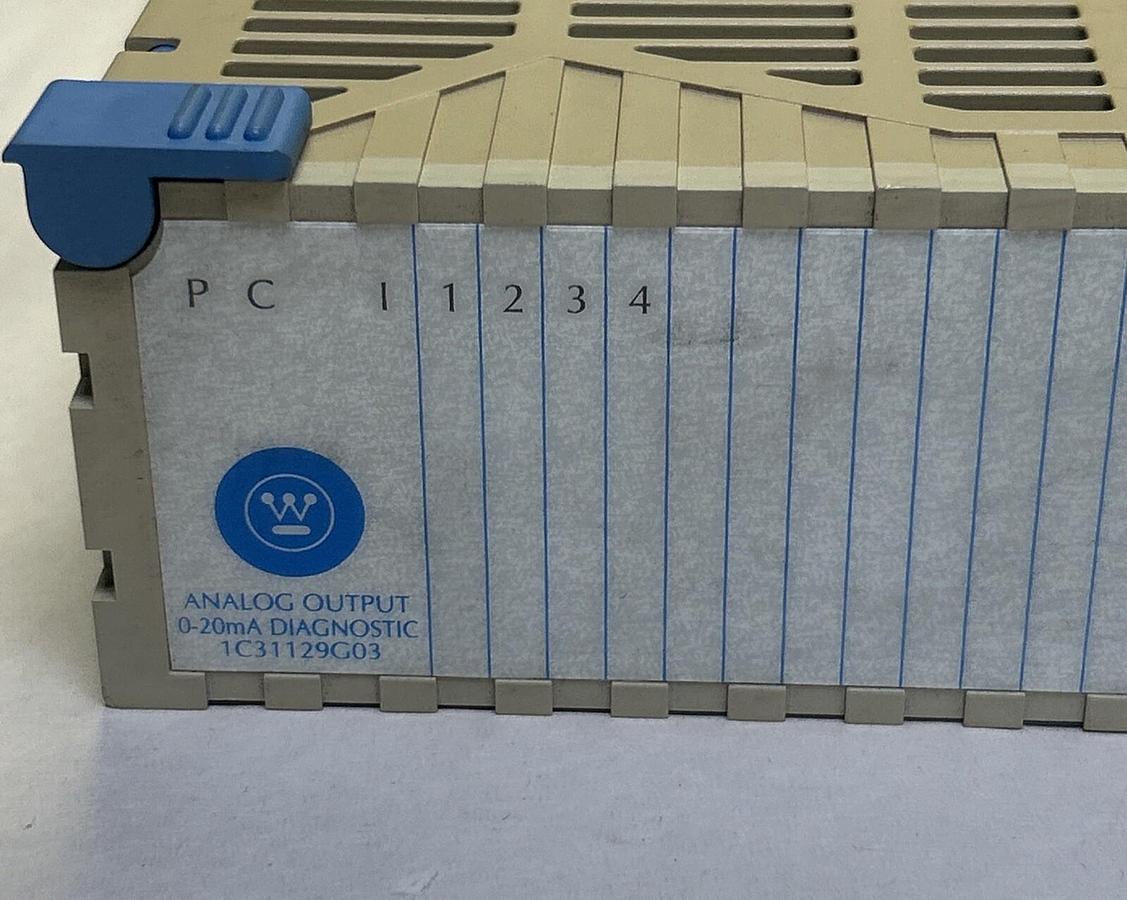 P C I 1 2 3 4
ANALOG OUTPUT
0-20mA DIAGNOSTIC
1C31129G03